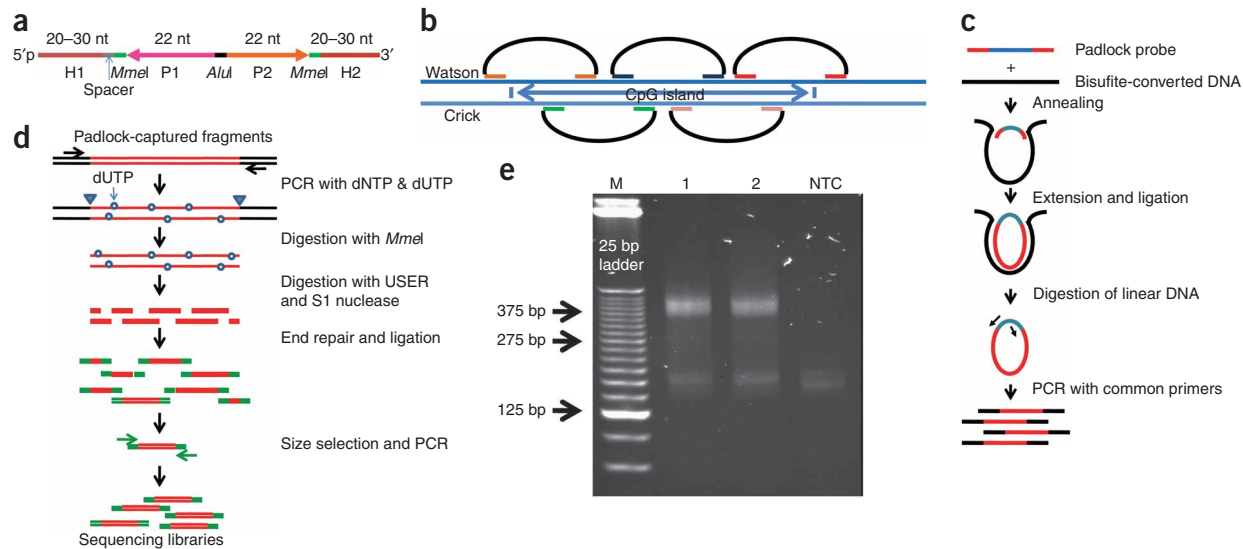 a
20–30 nt 22 nt 22 nt 20–30 nt
5′p 3′
H1 MmeI P1 AluI P2 MmeI H2
Spacer
b
Watson
CpG island
Crick
c
Padlock probe
+
Bisufite-converted DNA
Annealing
Extension and ligation
Digestion of linear DNA
PCR with common primers
d
Padlock-captured fragments
dUTP
PCR with dNTP & dUTP
Digestion with MmeI
Digestion with USER
and S1 nuclease
End repair and ligation
Size selection and PCR
Sequencing libraries
e
M 1 2 NTC
25 bp
ladder
375 bp
275 bp
125 bp